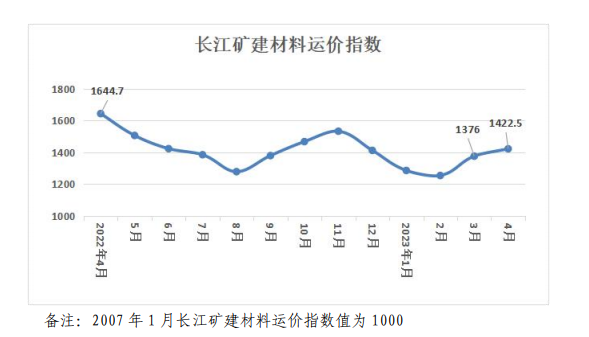 长江矿建材料运价指数
1800
1600
1400
1200
1000
1644.7
1376
1422.5
2022年4月
5月
6月
7月
8月
9月
10月
11月
12月
2023年1月
2月
3月
4月
备注：2007 年 1 月长江矿建材料运价指数值为 1000